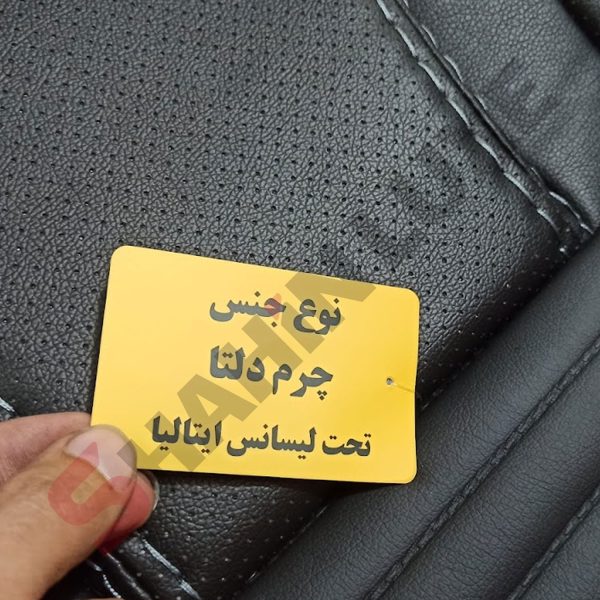 نوع جنس
چرم دلتا
تحت لیسانس ایتالیا